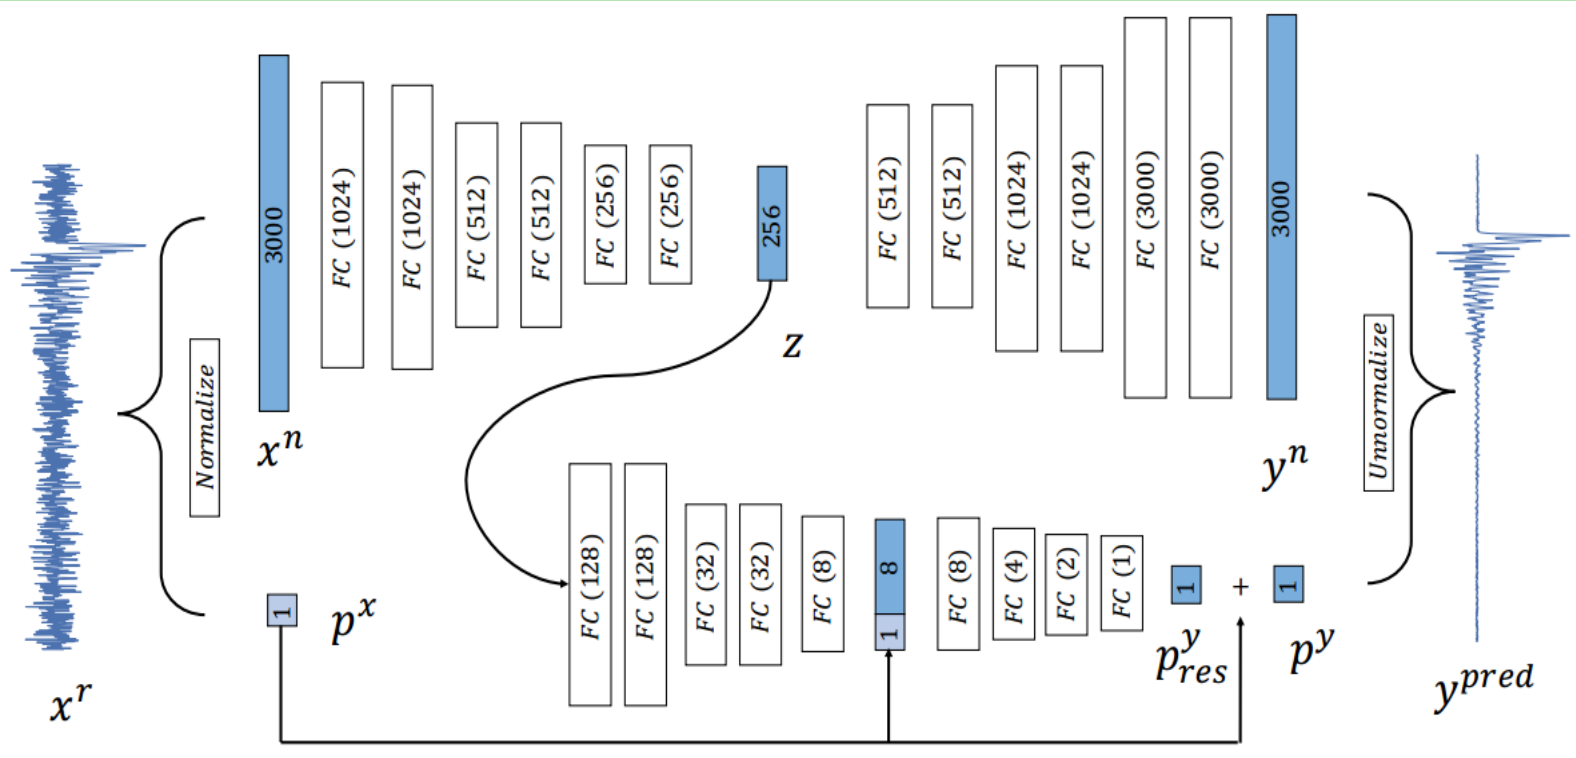 x^r
Normalize
3000
x^n
FC (1024)
FC (1024)
FC (512)
FC (512)
FC (256)
FC (256)
256
z
FC (512)
FC (512)
FC (1024)
FC (1024)
FC (3000)
FC (3000)
3000
y^n
1
p^x
FC (128)
FC (128)
FC (32)
FC (32)
FC (8)
8
1
FC (8)
FC (4)
FC (2)
FC (1)
1
p^y_res
+
1
p^y
Unnormalize
y^pred